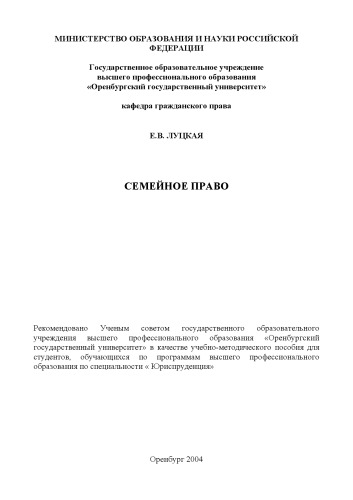 МИНИСТЕРСТВО ОБРАЗОВАНИЯ И НАУКИ РОССИЙСКОЙ
ФЕДЕРАЦИИ
Государственное образовательное учреждение
высшего профессионального образования
«Оренбургский государственный университет»
кафедра гражданского права
Е.В. ЛУЦКАЯ
СЕМЕЙНОЕ ПРАВО
Рекомендовано Ученым советом государственного образовательного
учреждения высшего профессионального образования «Оренбургский
государственный университет» в качестве учебно-методического пособия для
студентов, обучающихся по программам высшего профессионального
образования по специальности « Юриспруденция»
Оренбург 2004